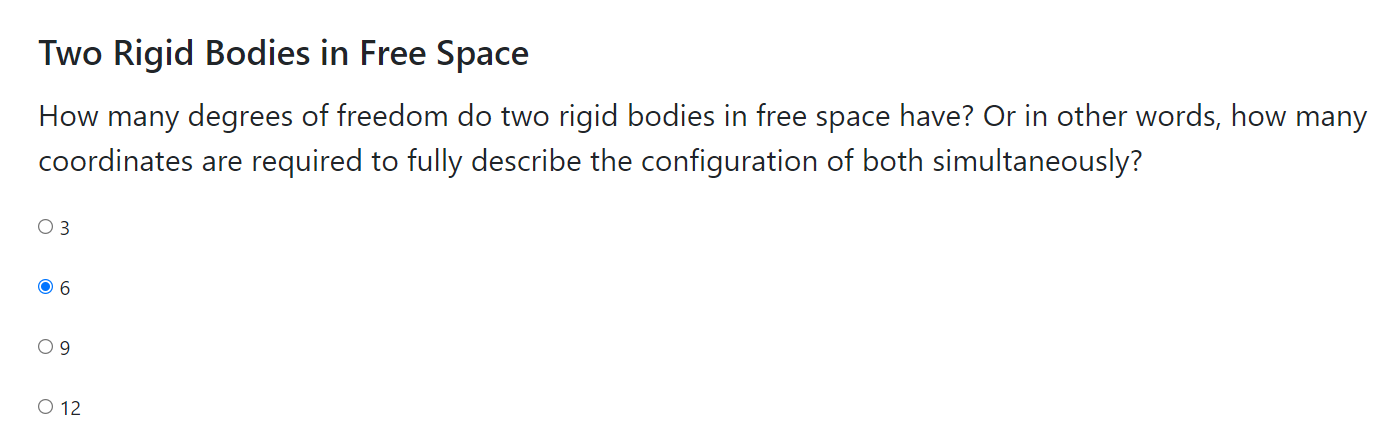 Two Rigid Bodies in Free Space
How many degrees of freedom do two rigid bodies in free space have? Or in other words, how many
coordinates are required to fully describe the configuration of both simultaneously?
3
6
9
12